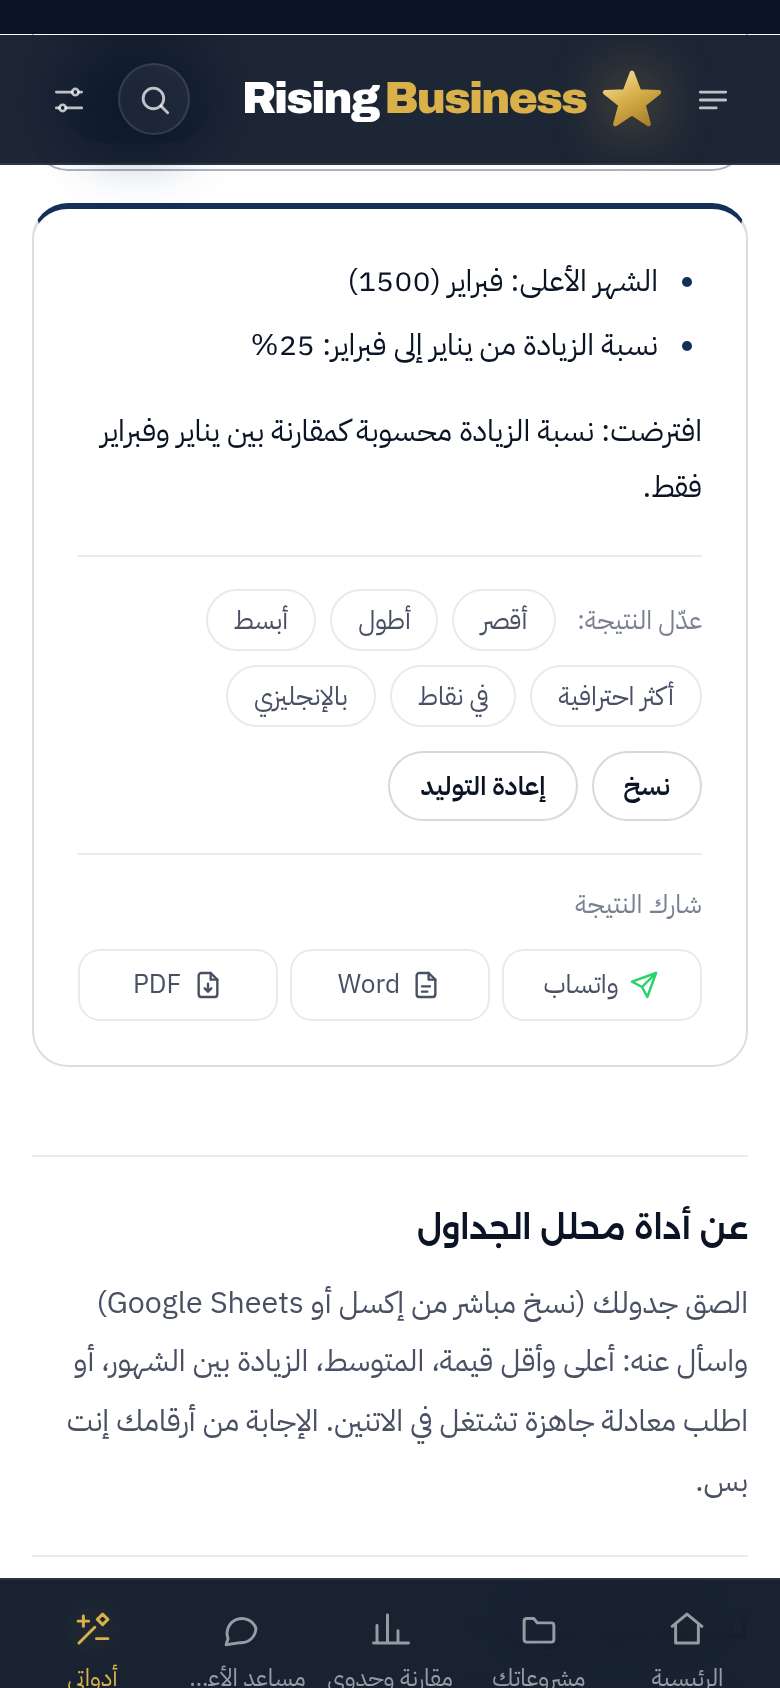 Rising Business
الشهر الأعلى: فبراير (1500)
نسبة الزيادة من يناير إلى فبراير: 25%
افترضت: نسبة الزيادة محسوبة كمقارنة بين يناير وفبراير
فقط.
عدّل النتيجة: أقصر أطول أبسط
أكثر احترافية في نقاط بالإنجليزي
نسخ إعادة التوليد
شارك النتيجة
واتساب Word PDF
عن أداة محلل الجداول
الصق جدولك (نسخ مباشر من إكسل أو Google Sheets)
واسأل عنه: أعلى وأقل قيمة، المتوسط، الزيادة بين الشهور، أو
اطلب معادلة جاهزة تشتغل في الاتنين. الإجابة من أرقامك إنت
بس.
الرئيسية مشروعاتك مقارنة وجدوى مساعد الأع... أدواتي